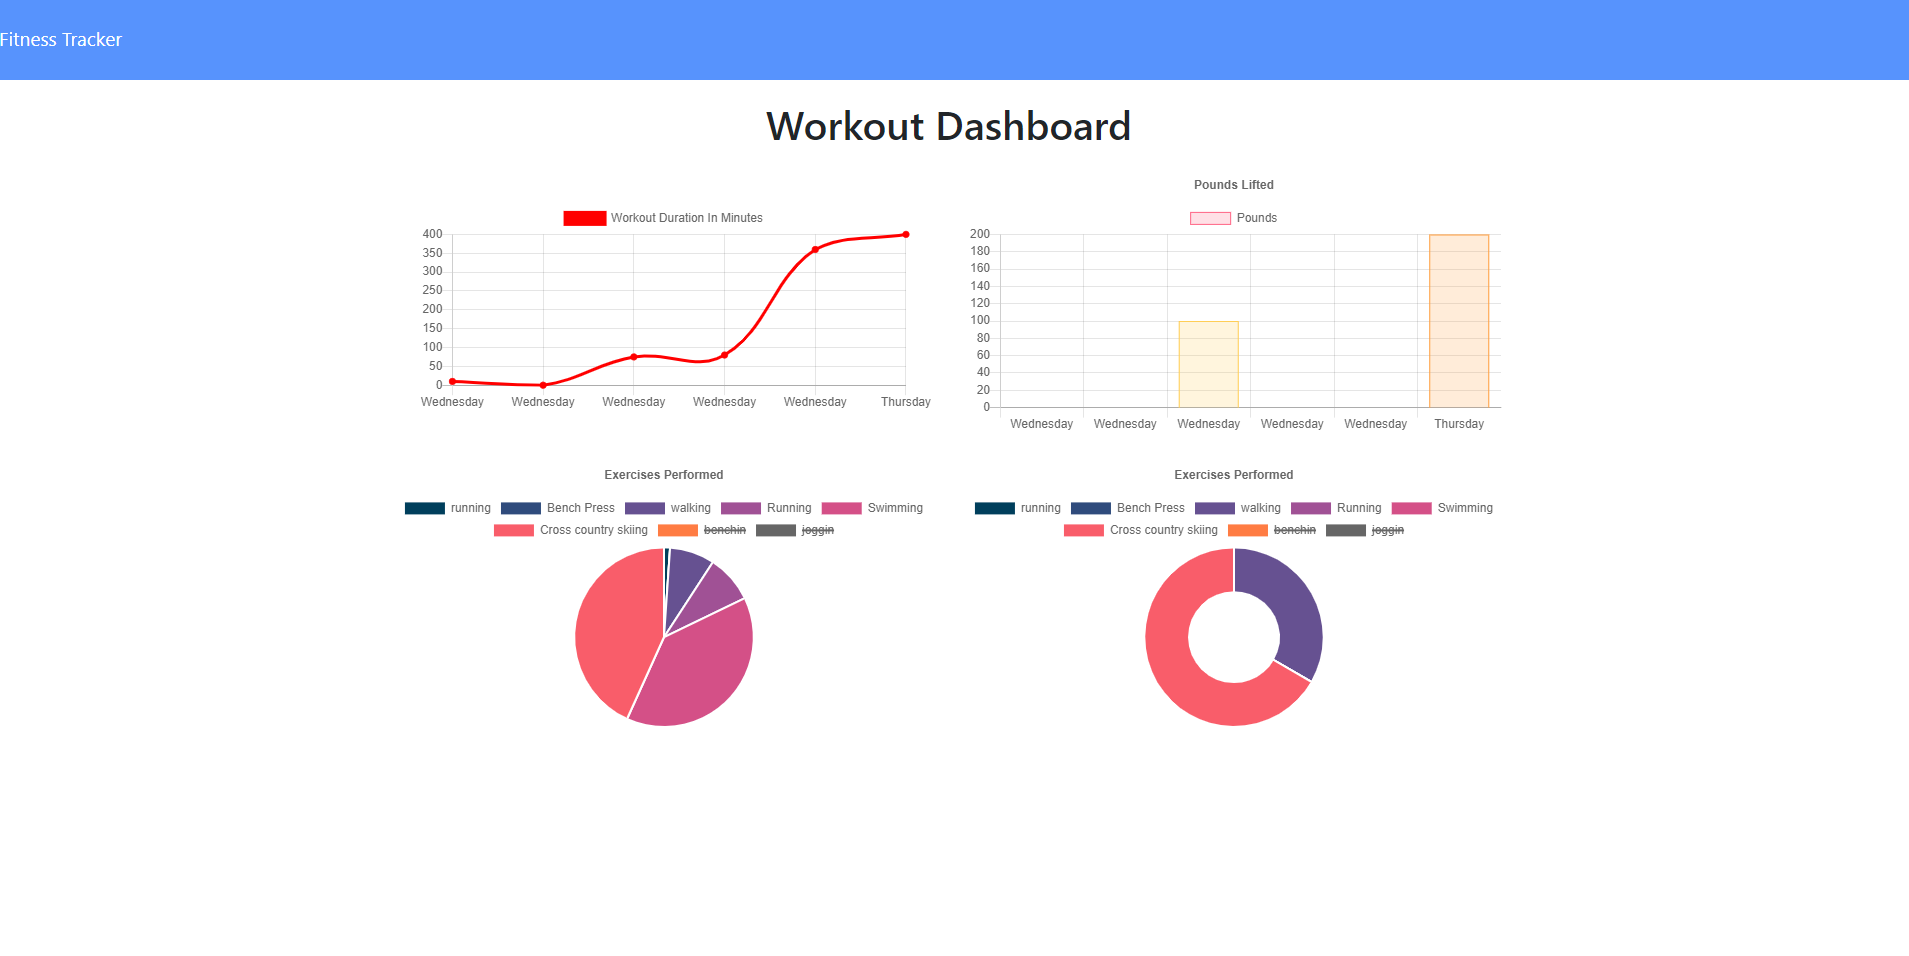 Fitness Tracker
Workout Dashboard
Workout Duration In Minutes
400
350
300
250
200
150
100
50
0
Wednesday Wednesday Wednesday Wednesday Wednesday Thursday
Pounds Lifted
Pounds
200
180
160
140
120
100
80
60
40
20
0
Wednesday Wednesday Wednesday Wednesday Wednesday Thursday
Exercises Performed
running Bench Press walking Running Swimming
Cross country skiing benchin joggin
Exercises Performed
running Bench Press walking Running Swimming
Cross country skiing benchin joggin